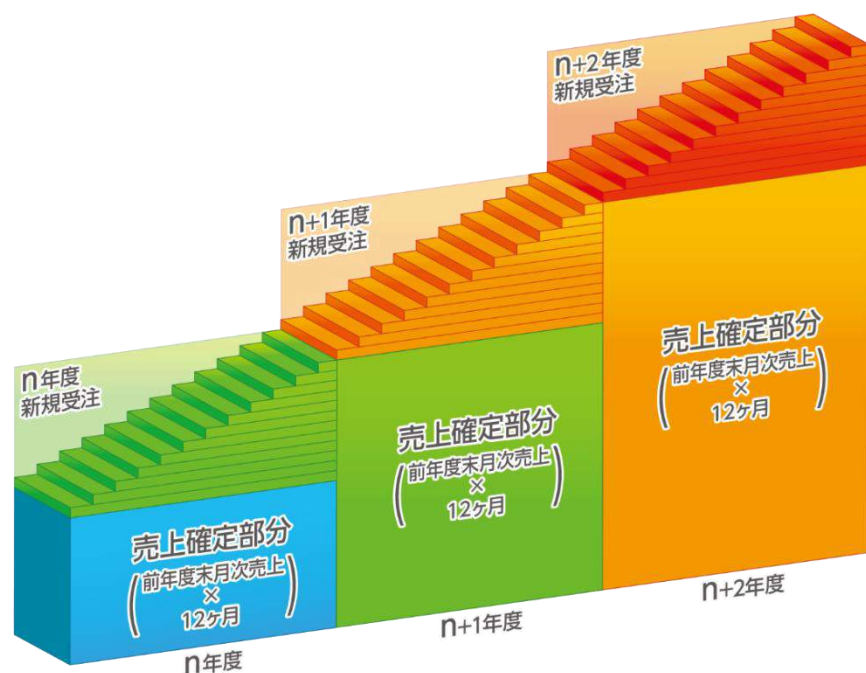 n+2年度
新規受注
n+1年度
新規受注
n年度
新規受注
売上確定部分
(前年度末月次売上
×
12ヶ月)
売上確定部分
(前年度末月次売上
×
12ヶ月)
売上確定部分
(前年度末月次売上
×
12ヶ月)
n年度
n+1年度
n+2年度